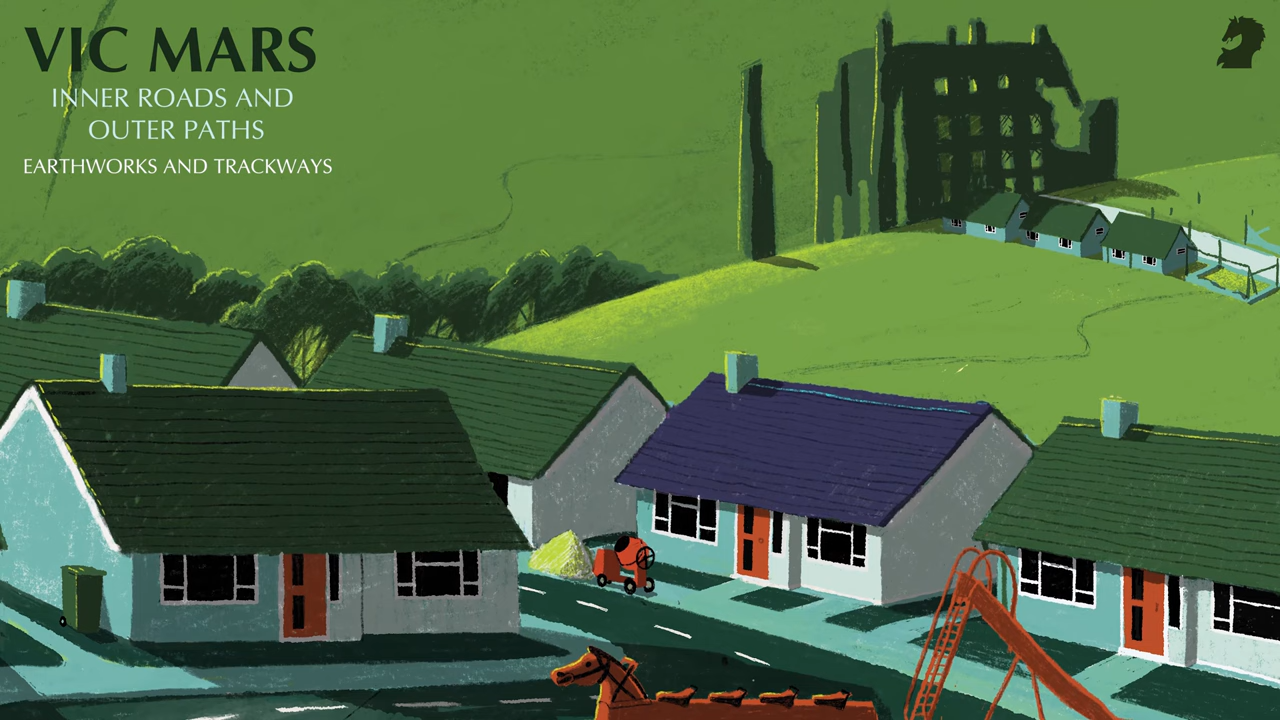 VIC MARS
INNER ROADS AND
OUTER PATHS
EARTHWORKS AND TRACKWAYS